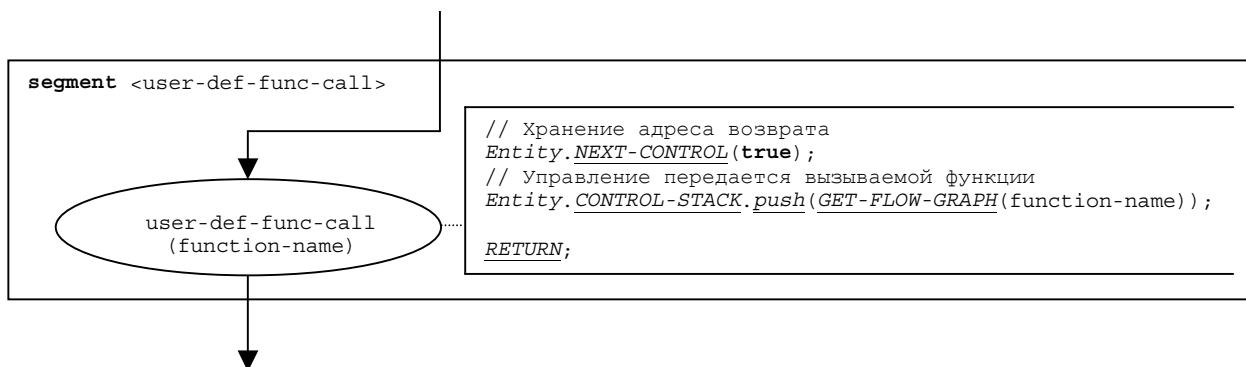 segment <user-def-func-call>
// Хранение адреса возврата
Entity.NEXT-CONTROL(true);
// Управление передается вызываемой функции
Entity.CONTROL-STACK.push(GET-FLOW-GRAPH(function-name));
RETURN;
user-def-func-call
(function-name)